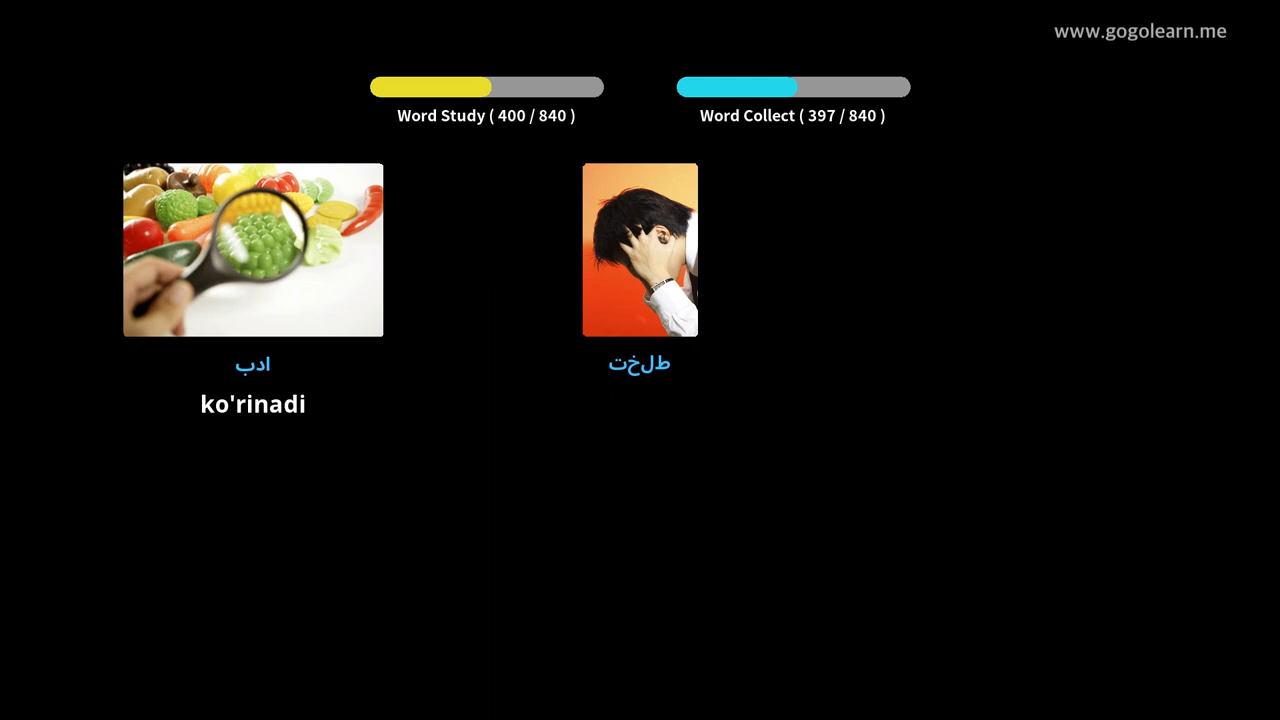 www.gogolearn.me
Word Study ( 400 / 840 )
Word Collect ( 397 / 840 )
ادب
ko'rinadi
طلخت